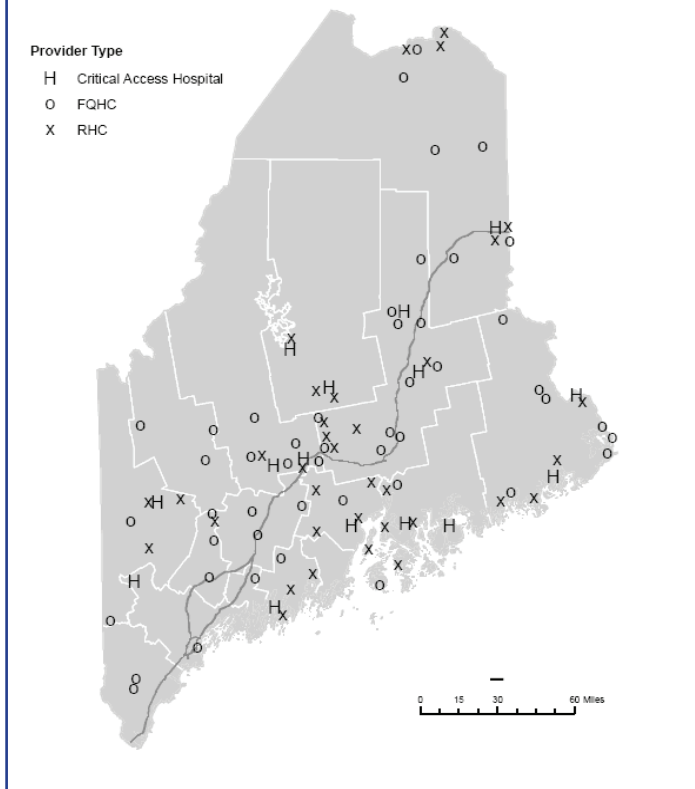 Provider Type
H Critical Access Hospital
O FQHC
X RHC
0 15 30 60 Miles